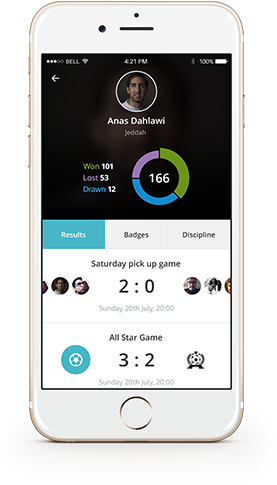 BELL 4:21 PM 100%
Anas Dahlawi
Jeddah
Won 101
Lost 53
Drawn 12
166
Results Badges Discipline
Saturday pick up game
2 : 0
Sunday 20th July, 20:00
All Star Game
3 : 2
Sunday 20th July, 20:00